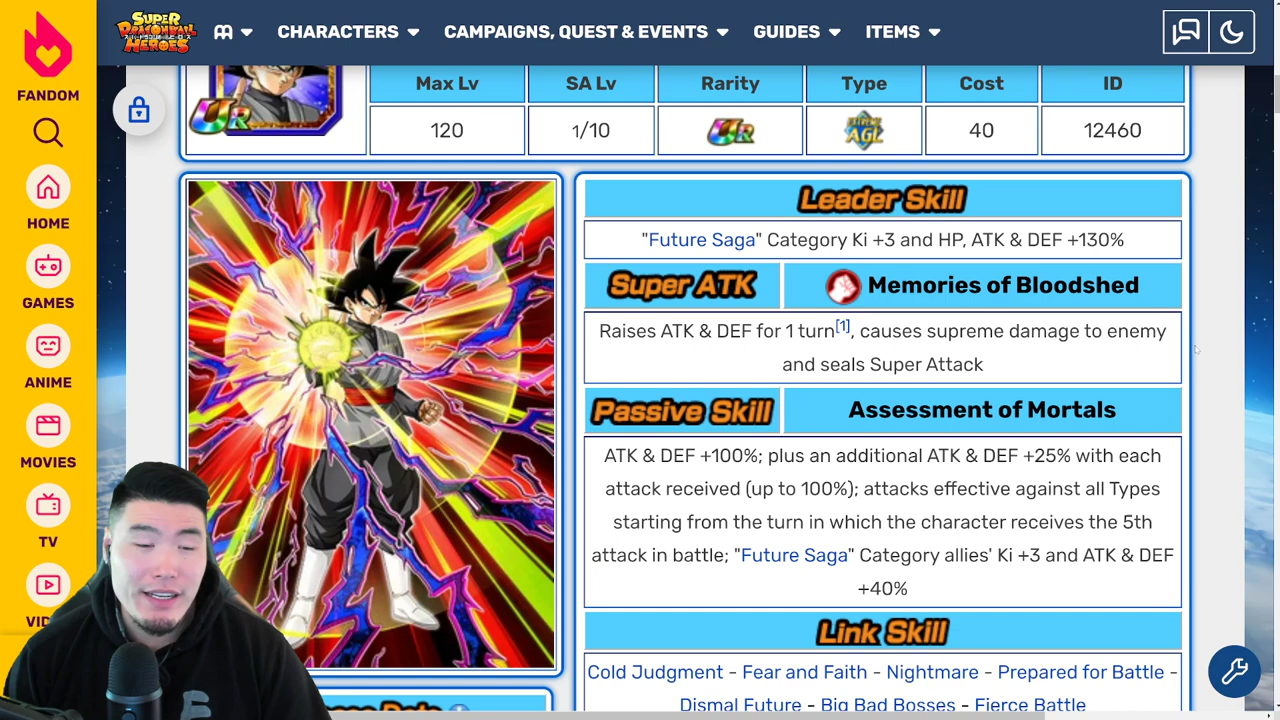 SUPER DRAGON BALL HEROES
CHARACTERS
CAMPAIGNS, QUEST & EVENTS
GUIDES
ITEMS
FANDOM
HOME
GAMES
ANIME
MOVIES
TV
Max Lv
SA Lv
Rarity
Type
Cost
ID
UR
120
1/10
UR
EXTREME AGL
40
12460
Leader Skill
"Future Saga" Category Ki +3 and HP, ATK & DEF +130%
Super ATK
Memories of Bloodshed
Raises ATK & DEF for 1 turn[1], causes supreme damage to enemy
and seals Super Attack
Passive Skill
Assessment of Mortals
ATK & DEF +100%; plus an additional ATK & DEF +25% with each
attack received (up to 100%); attacks effective against all Types
starting from the turn in which the character receives the 5th
attack in battle; "Future Saga" Category allies' Ki +3 and ATK & DEF
+40%
Link Skill
Cold Judgment - Fear and Faith - Nightmare - Prepared for Battle -
Dismal Future - Big Bad Bosses - Fierce Battle